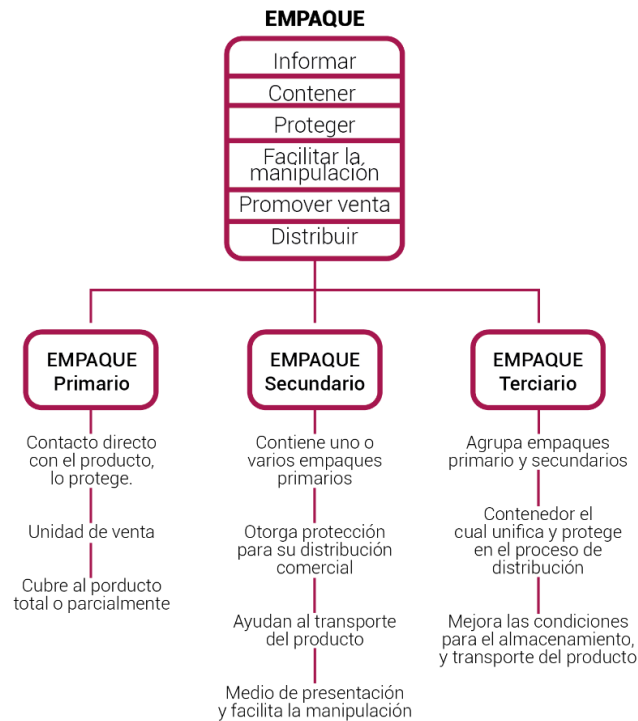 EMPAQUE
Informar
Contener
Proteger
Facilitar la
manipulación
Promover venta
Distribuir
EMPAQUE
Primario
Contacto directo
con el producto,
lo protege.
Unidad de venta
Cubre al porducto
total o parcialmente
EMPAQUE
Secundario
Contiene uno o
varios empaques
primarios
Otorga protección
para su distribución
comercial
Ayudan al transporte
del producto
Medio de presentación
y facilita la manipulación
EMPAQUE
Terciario
Agrupa empaques
primario y secundarios
Contenedor el
cual unifica y protege
en el proceso de
distribución
Mejora las condiciones
para el almacenamiento,
y transporte del producto